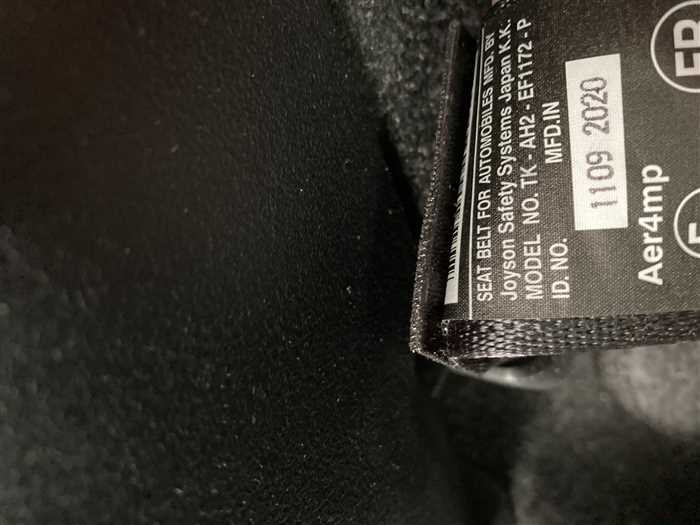 SEAT BELT FOR AUTOMOBILES MFD. BY
Joyson Safety Systems Japan K.K.
MODEL NO. TK - AH2 - EF1172 - P
ID. NO. MFD.IN
1109 2020
Aer4mp